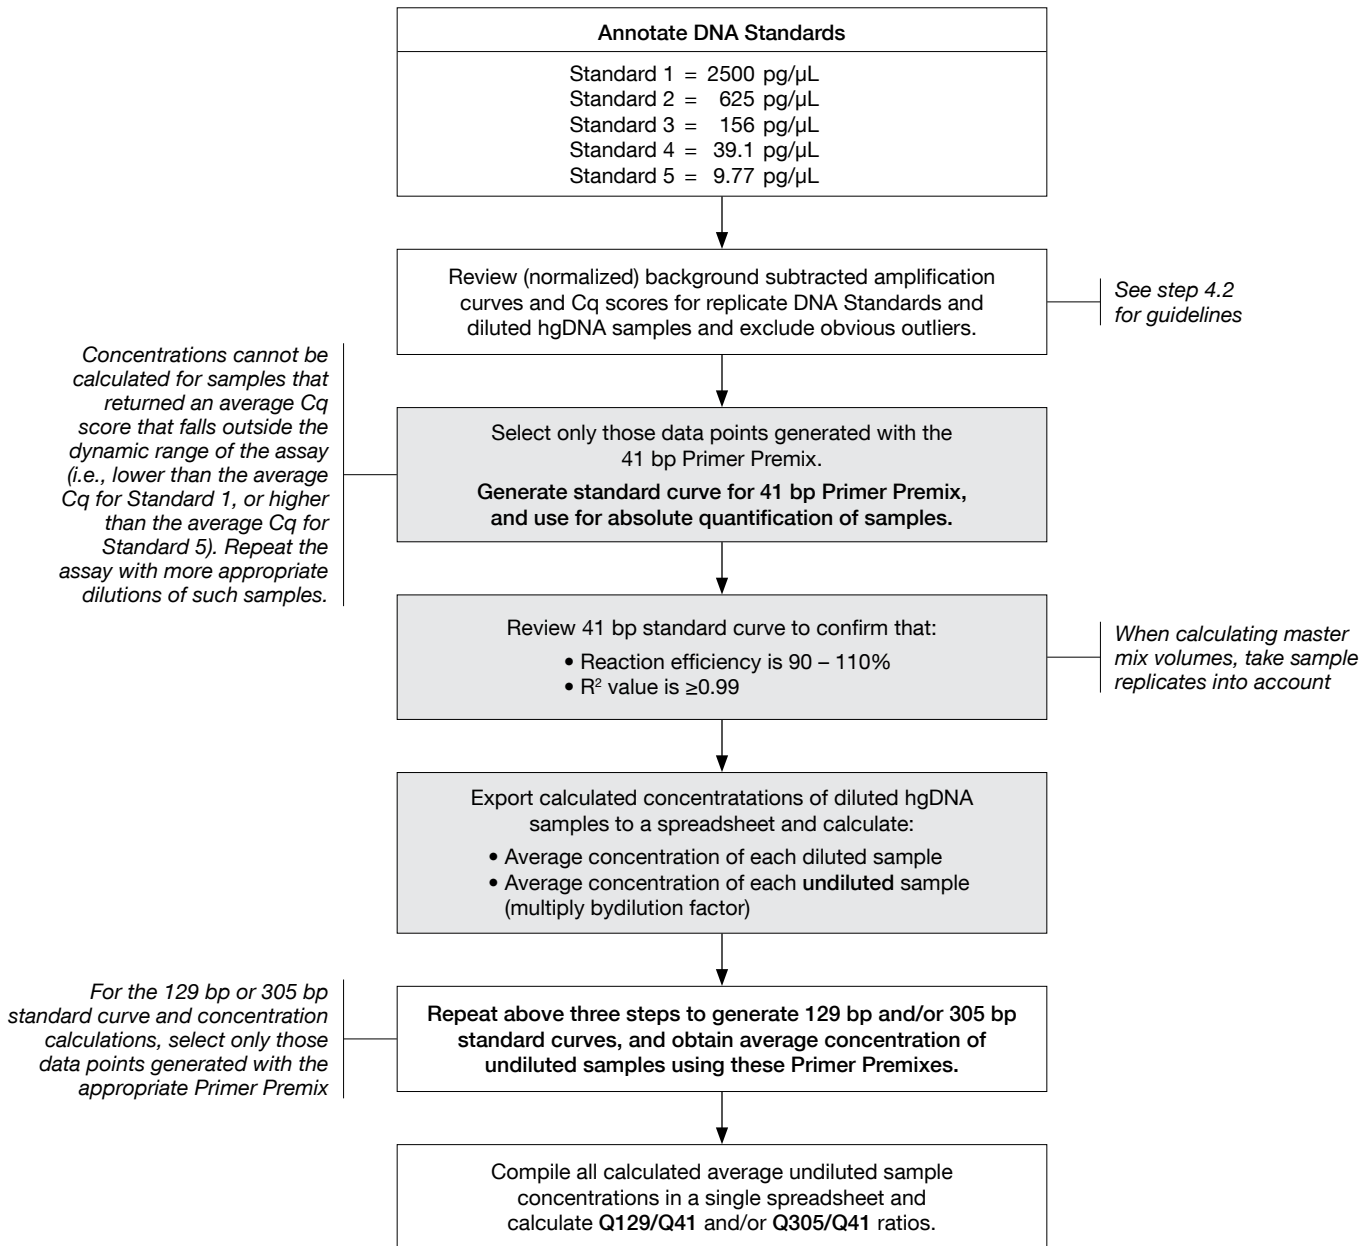 Annotate DNA Standards
Standard 1 = 2500 pg/µL
Standard 2 = 625 pg/µL
Standard 3 = 156 pg/µL
Standard 4 = 39.1 pg/µL
Standard 5 = 9.77 pg/µL
Review (normalized) background subtracted amplification
curves and Cq scores for replicate DNA Standards and
diluted hgDNA samples and exclude obvious outliers.
See step 4.2
for guidelines
Concentrations cannot be
calculated for samples that
returned an average Cq
score that falls outside the
dynamic range of the assay
(i.e., lower than the average
Cq for Standard 1, or higher
than the average Cq for
Standard 5). Repeat the
assay with more appropriate
dilutions of such samples.
Select only those data points generated with the
41 bp Primer Premix.
Generate standard curve for 41 bp Primer Premix,
and use for absolute quantification of samples.
Review 41 bp standard curve to confirm that:
• Reaction efficiency is 90 – 110%
• R² value is ≥0.99
When calculating master
mix volumes, take sample
replicates into account
Export calculated concentratations of diluted hgDNA
samples to a spreadsheet and calculate:
• Average concentration of each diluted sample
• Average concentration of each undiluted sample
(multiply bydilution factor)
For the 129 bp or 305 bp
standard curve and concentration
calculations, select only those
data points generated with the
appropriate Primer Premix
Repeat above three steps to generate 129 bp and/or 305 bp
standard curves, and obtain average concentration of
undiluted samples using these Primer Premixes.
Compile all calculated average undiluted sample
concentrations in a single spreadsheet and
calculate Q129/Q41 and/or Q305/Q41 ratios.